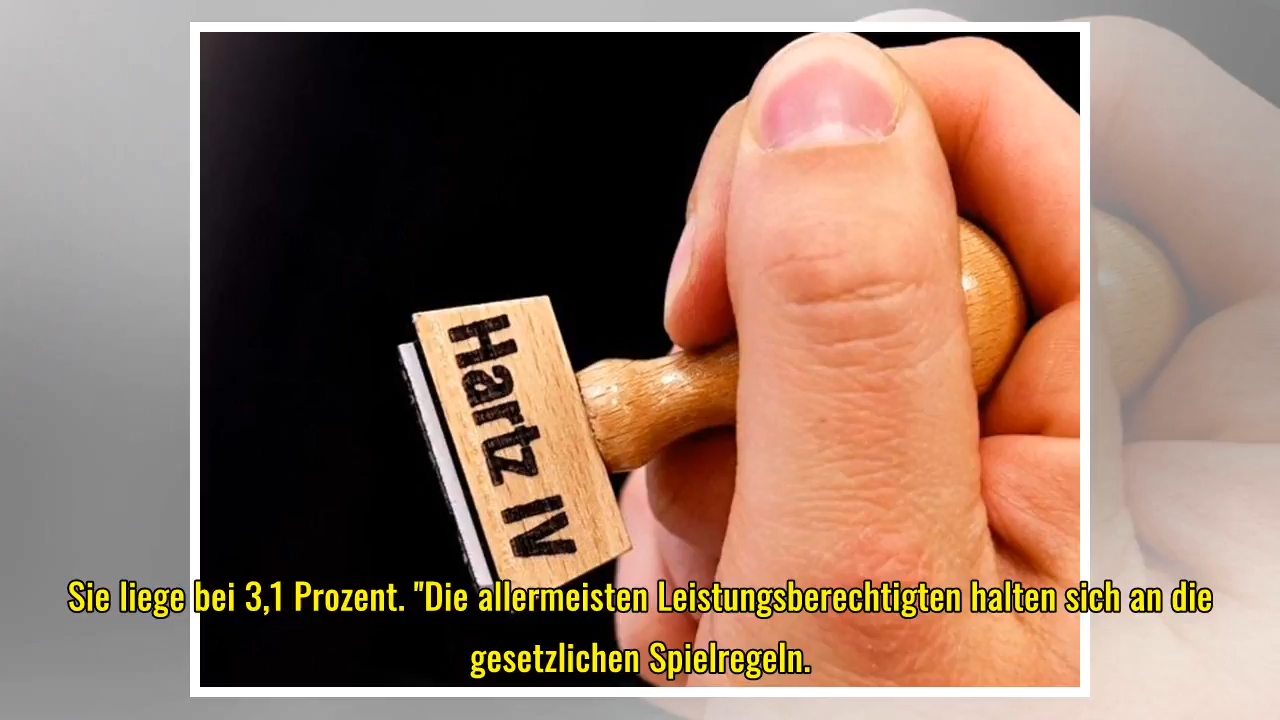 Hartz IV
Sie liege bei 3,1 Prozent. "Die allermeisten Leistungsberechtigten halten sich an die
gesetzlichen Spielregeln.